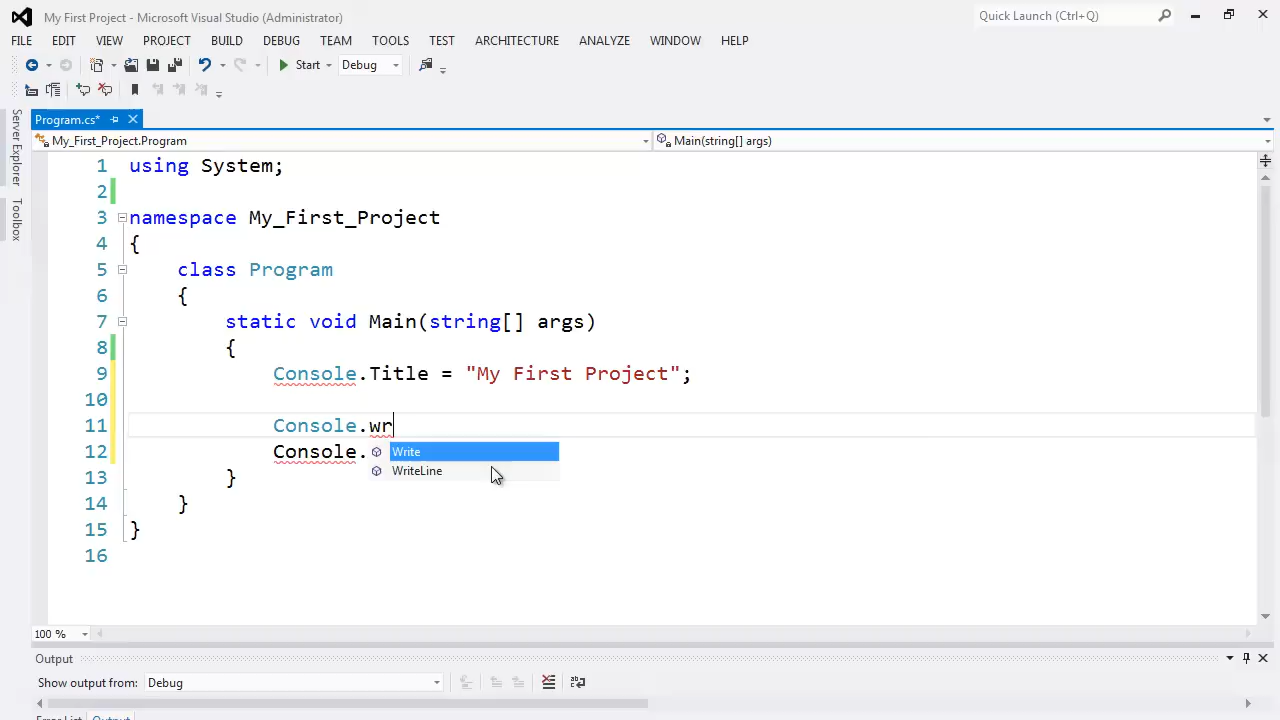 My First Project - Microsoft Visual Studio (Administrator)
Quick Launch (Ctrl+Q)
FILE EDIT VIEW PROJECT BUILD DEBUG TEAM TOOLS TEST ARCHITECTURE ANALYZE WINDOW HELP
Start Debug
Server Explorer
Toolbox
Program.cs*
My_First_Project.Program
Main(string[] args)
1 using System;
2
3 namespace My_First_Project
4 {
5 class Program
6 {
7 static void Main(string[] args)
8 {
9 Console.Title = "My First Project";
10
11 Console.wr
12 Console.
Write
WriteLine
13 }
14 }
15 }
16
100 %
Output
Show output from: Debug
Error List Output